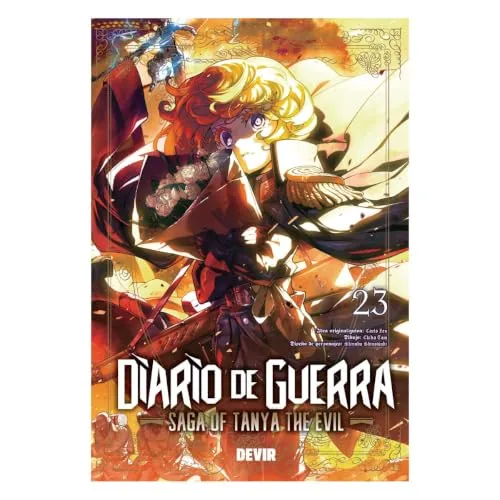 23
Idea original/guion: Carlo Zen
Dibujo: Chika Tojo
Diseño de personajes: Shinobu Shinotsuki
DIARIO DE GUERRA
SAGA OF TANYA THE EVIL
DEVIR